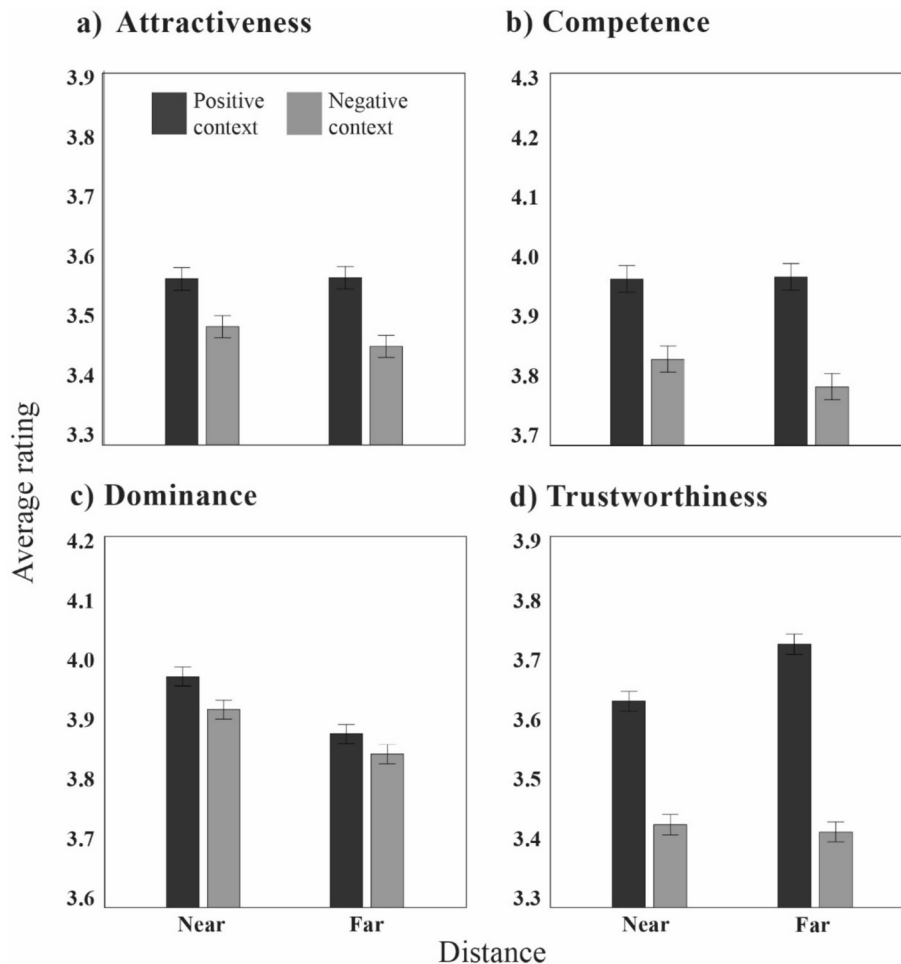 a) Attractiveness
b) Competence
3.9
3.8
3.7
3.6
3.5
3.4
3.3
Positive
context
Negative
context
4.3
4.2
4.1
4.0
3.9
3.8
3.7
Average rating
c) Dominance
d) Trustworthiness
4.2
4.1
4.0
3.9
3.8
3.7
3.6
Near
Far
3.9
3.8
3.7
3.6
3.5
3.4
3.3
Near
Far
Distance